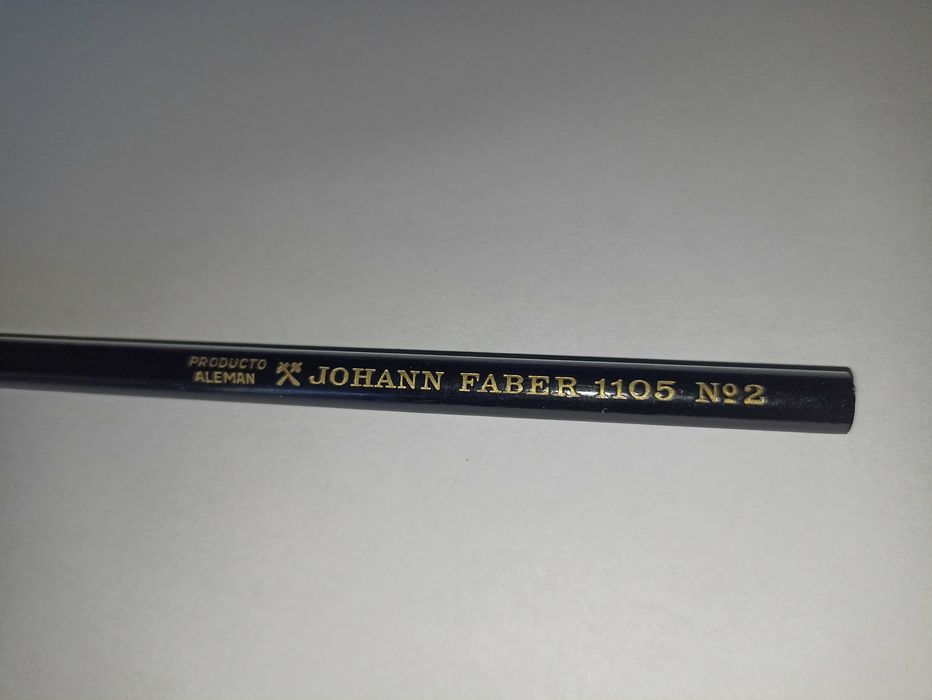 PRODUCTO
ALEMAN
JOHANN FABER 1105 Nº2